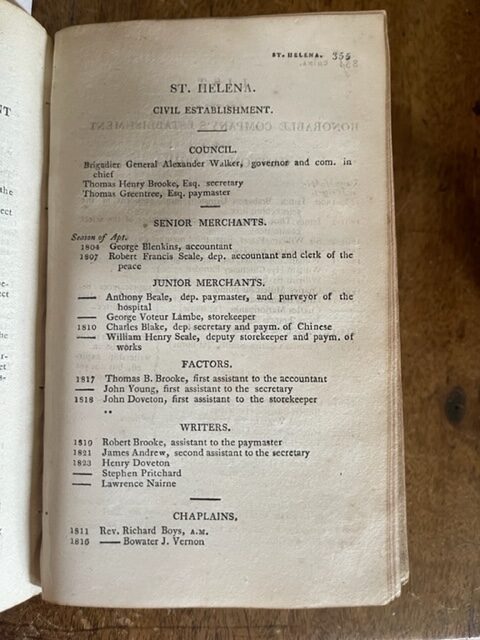 ST. HELENA. 355
ST. HELENA.
CIVIL ESTABLISHMENT.
COUNCIL.
Brigadier General Alexander Walker, governor and com. in
chief
Thomas Henry Brooke, Esq. secretary
Thomas Greentree, Esq. paymaster
SENIOR MERCHANTS.
Season of Apt.
1804 George Blenkins, accountant
1807 Robert Francis Seale, dep. accountant and clerk of the
peace
JUNIOR MERCHANTS.
—— Anthony Beale, dep. paymaster, and purveyor of the
hospital
—— George Voteur Lambe, storekeeper
1810 Charles Blake, dep. secretary and paym. of Chinese
—— William Henry Seale, deputy storekeeper and paym. of
works
FACTORS.
1817 Thomas B. Brooke, first assistant to the accountant
—— John Young, first assistant to the secretary
1818 John Doveton, first assistant to the storekeeper
WRITERS.
1819 Robert Brooke, assistant to the paymaster
1821 James Andrew, second assistant to the secretary
1823 Henry Doveton
—— Stephen Pritchard
—— Lawrence Nairne
CHAPLAINS.
1811 Rev. Richard Boys, A.M.
1815 —— Bowater J. Vernon